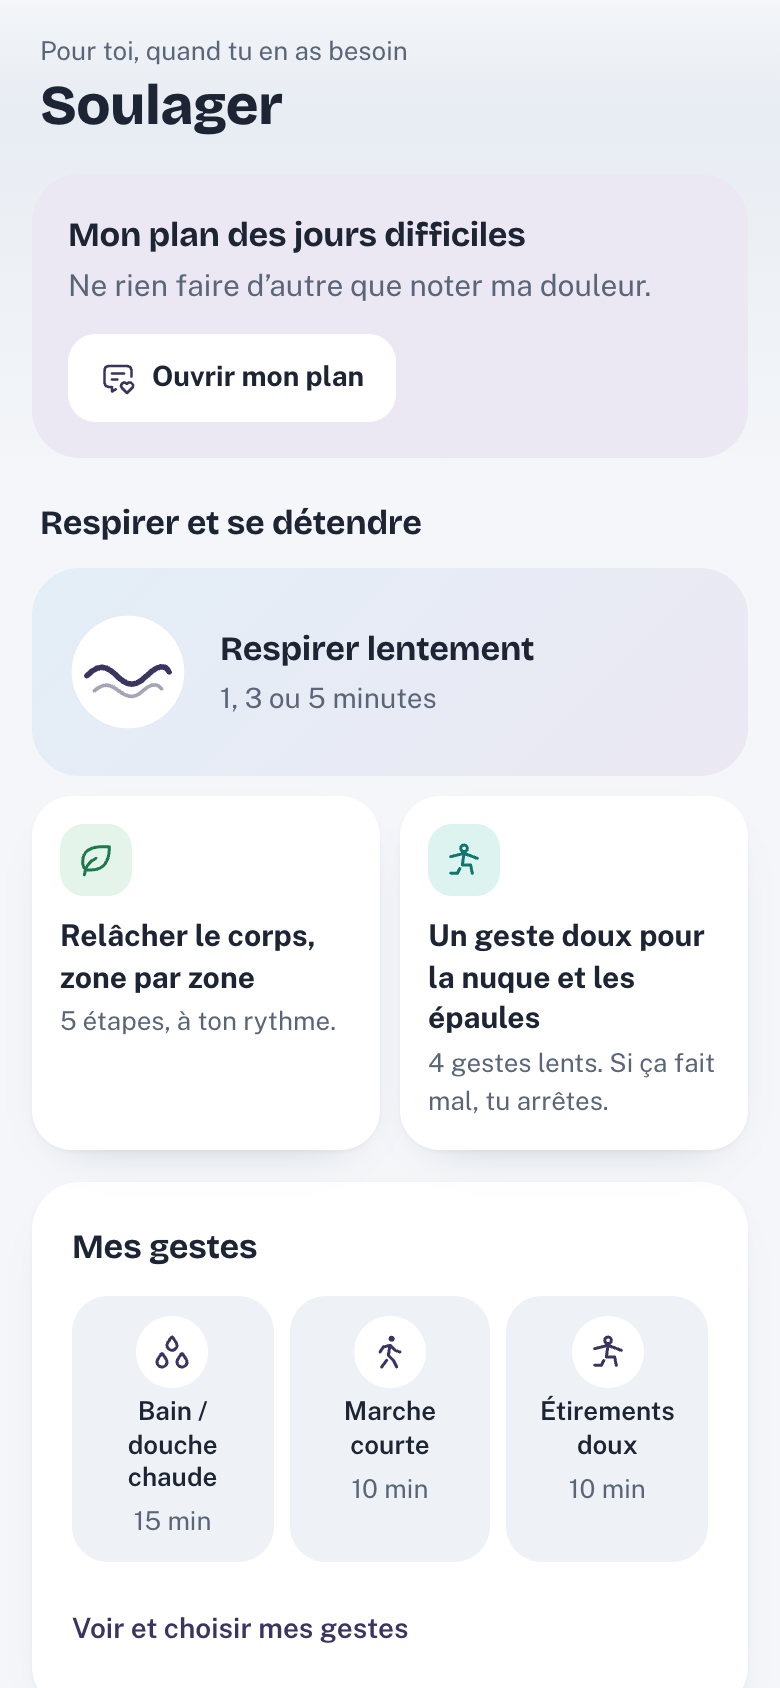 Pour toi, quand tu en as besoin
Soulager
Mon plan des jours difficiles
Ne rien faire d’autre que noter ma douleur.
Ouvrir mon plan
Respirer et se détendre
Respirer lentement
1, 3 ou 5 minutes
Relâcher le corps,
zone par zone
5 étapes, à ton rythme.
Un geste doux pour
la nuque et les
épaules
4 gestes lents. Si ça fait
mal, tu arrêtes.
Mes gestes
Bain /
douche
chaude
15 min
Marche
courte
10 min
Étirements
doux
10 min
Voir et choisir mes gestes